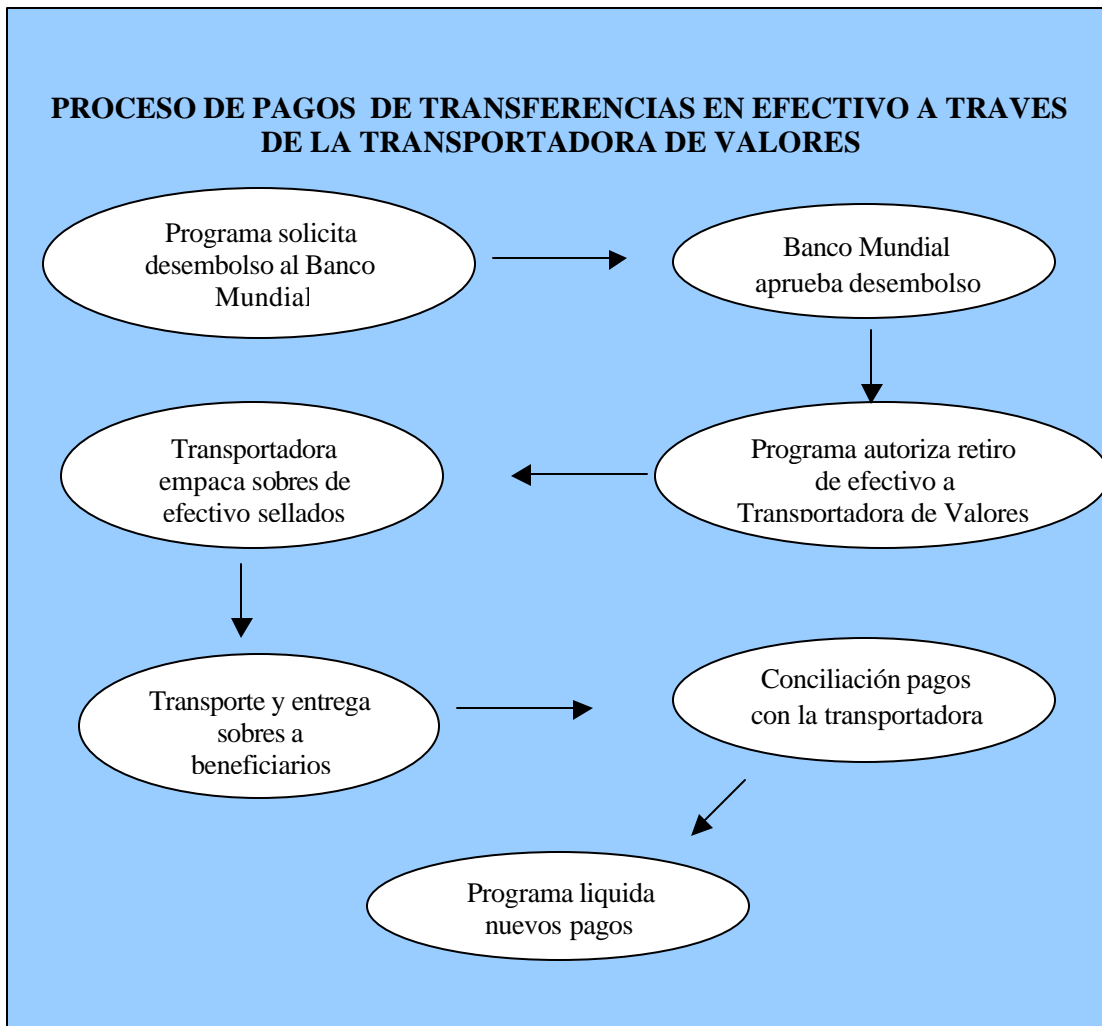 PROCESO DE PAGOS DE TRANSFERENCIAS EN EFECTIVO A TRAVES
DE LA TRANSPORTADORA DE VALORES
Programa solicita
desembolso al Banco
Mundial
Banco Mundial
aprueba desembolso
Programa autoriza retiro
de efectivo a
Transportadora de Valores
Transportadora
empaca sobres de
efectivo sellados
Transporte y entrega
sobres a
beneficiarios
Conciliación pagos
con la transportadora
Programa liquida
nuevos pagos